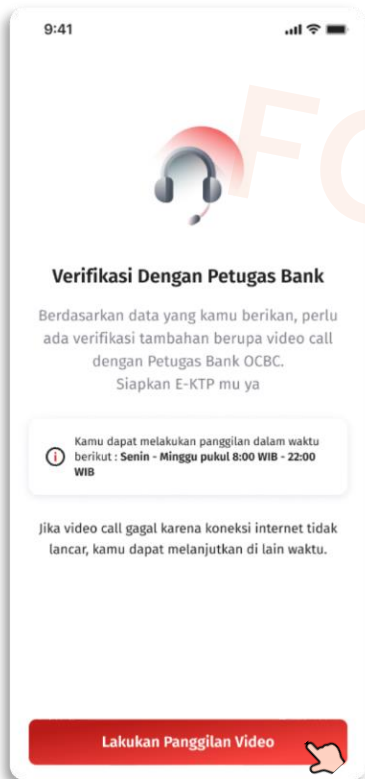 9:41
FO
Verifikasi Dengan Petugas Bank
Berdasarkan data yang kamu berikan, perlu
ada verifikasi tambahan berupa video call
dengan Petugas Bank OCBC.
Siapkan E-KTP mu ya
Kamu dapat melakukan panggilan dalam waktu
berikut : Senin - Minggu pukul 8:00 WIB - 22:00
WIB
Jika video call gagal karena koneksi internet tidak
lancar, kamu dapat melanjutkan di lain waktu.
Lakukan Panggilan Video